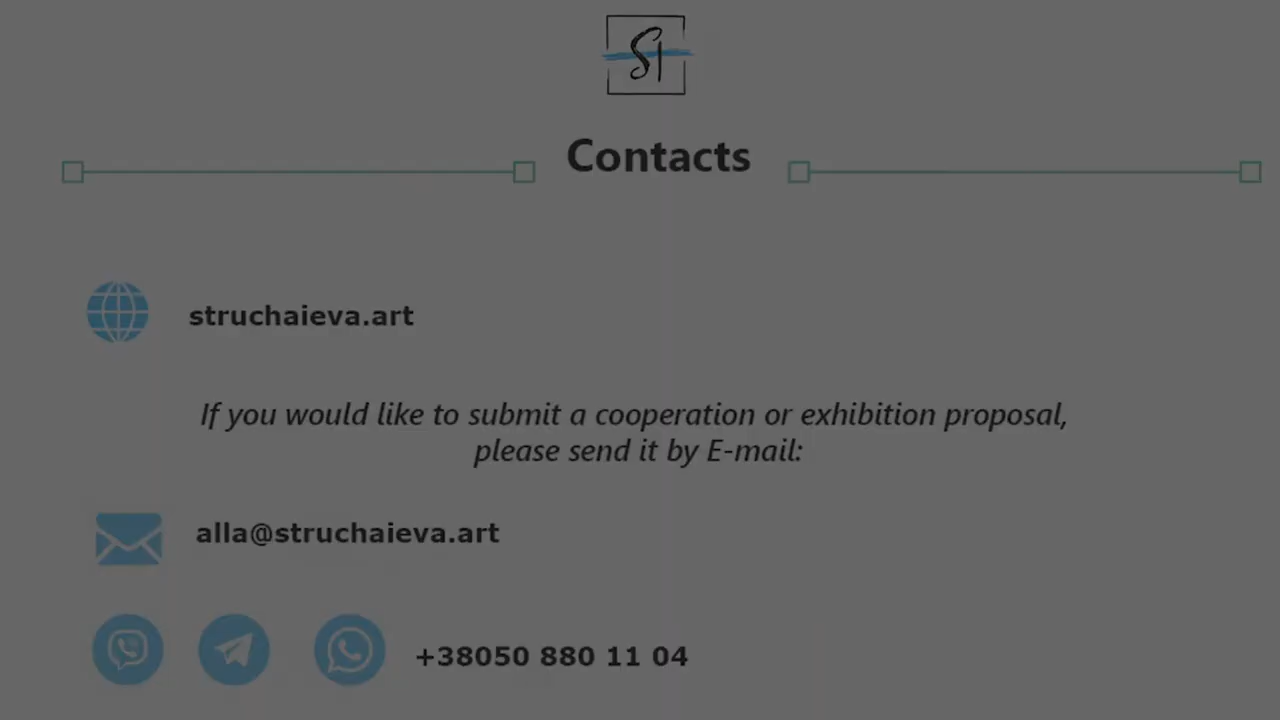 SI
Contacts
struchaieva.art
If you would like to submit a cooperation or exhibition proposal,
please send it by E-mail:
alla@struchaieva.art
+38050 880 11 04